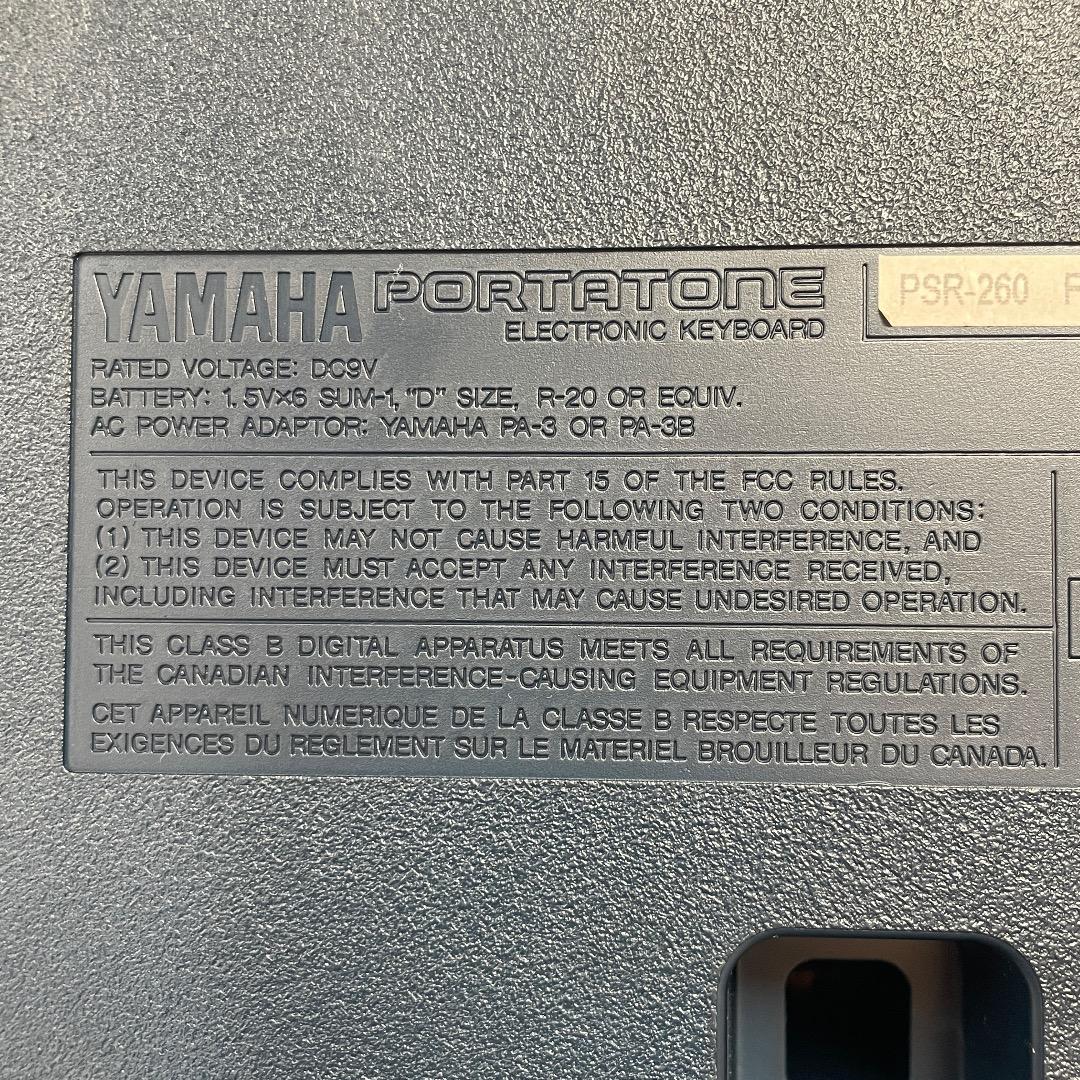 YAMAHA PORTATONE
ELECTRONIC KEYBOARD
PSR-260
RATED VOLTAGE: DC9V
BATTERY: 1.5V×6 SUM-1, "D" SIZE, R-20 OR EQUIV.
AC POWER ADAPTOR: YAMAHA PA-3 OR PA-3B
THIS DEVICE COMPLIES WITH PART 15 OF THE FCC RULES.
OPERATION IS SUBJECT TO THE FOLLOWING TWO CONDITIONS:
(1) THIS DEVICE MAY NOT CAUSE HARMFUL INTERFERENCE, AND
(2) THIS DEVICE MUST ACCEPT ANY INTERFERENCE RECEIVED,
INCLUDING INTERFERENCE THAT MAY CAUSE UNDESIRED OPERATION.
THIS CLASS B DIGITAL APPARATUS MEETS ALL REQUIREMENTS OF
THE CANADIAN INTERFERENCE-CAUSING EQUIPMENT REGULATIONS.
CET APPAREIL NUMERIQUE DE LA CLASSE B RESPECTE TOUTES LES
EXIGENCES DU REGLEMENT SUR LE MATERIEL BROUILLEUR DU CANADA.